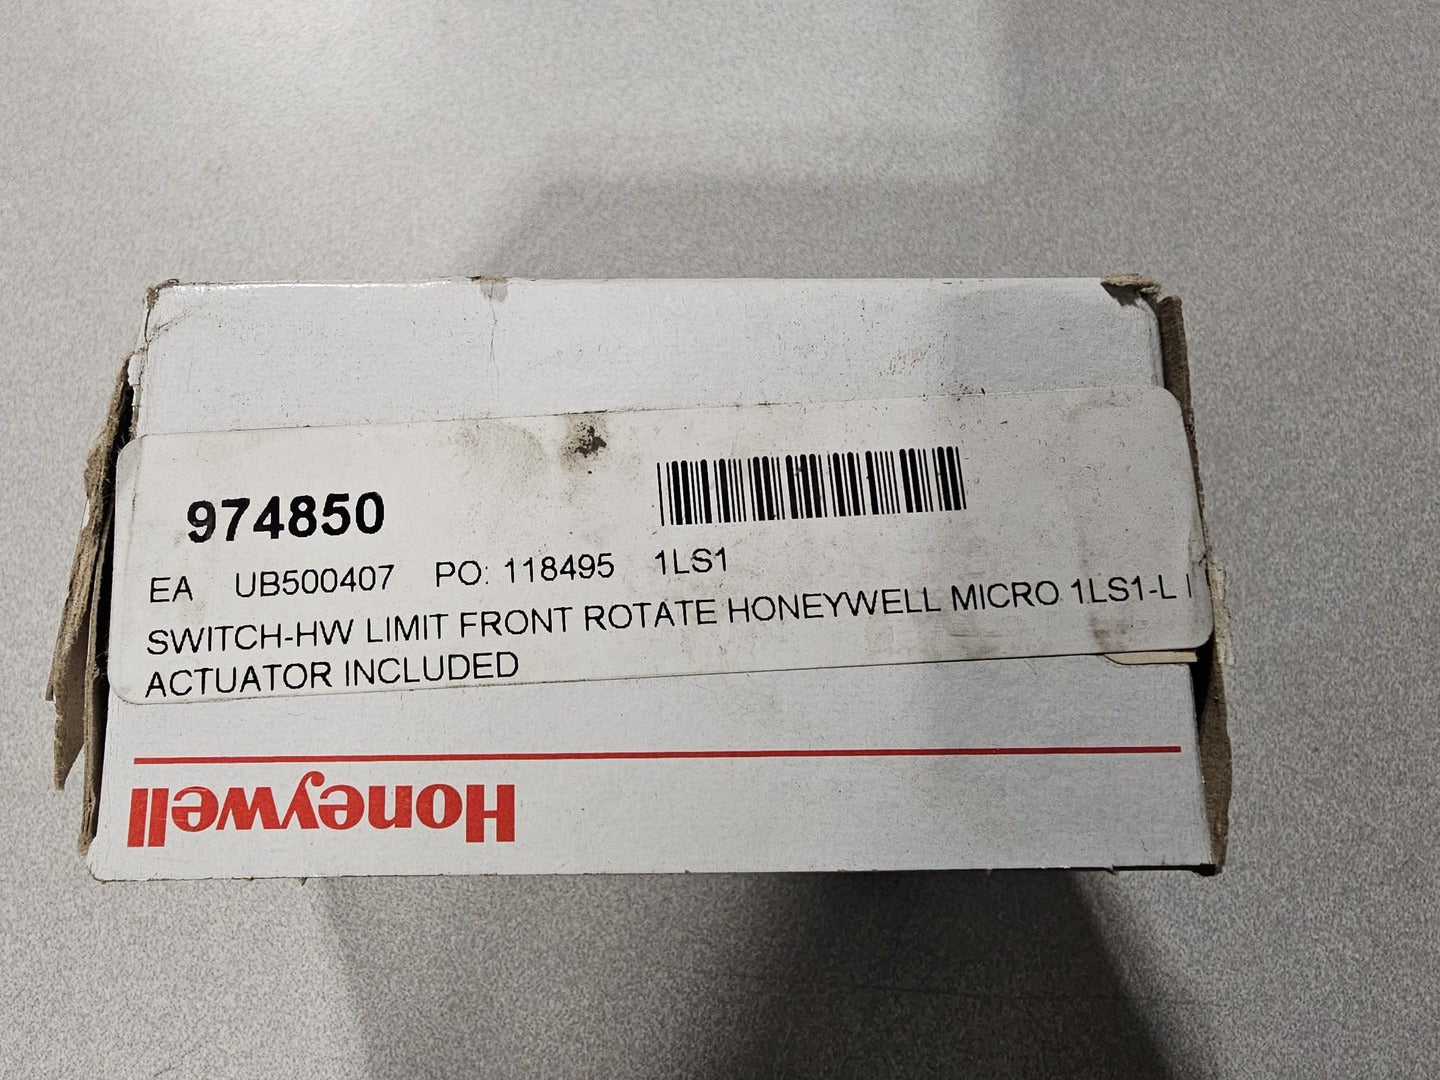 974850
EA UB500407 PO: 118495 1LS1
SWITCH-HW LIMIT FRONT ROTATE HONEYWELL MICRO 1LS1-L
ACTUATOR INCLUDED
Honeywell